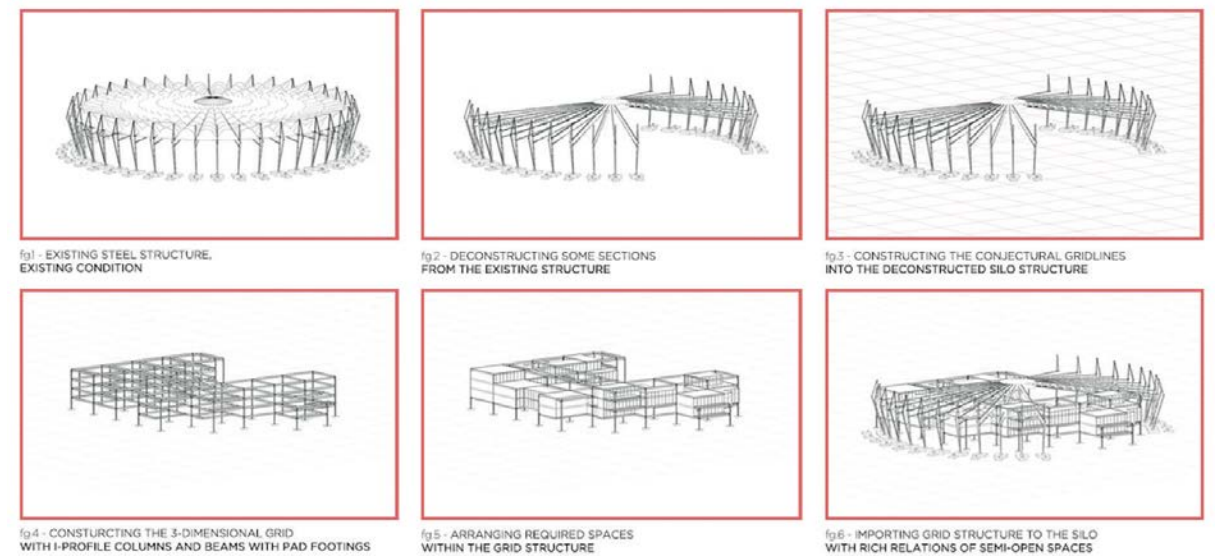 fg.1 - EXISTING STEEL STRUCTURE,
EXISTING CONDITION
fg.2 - DECONSTRUCTING SOME SECTIONS
FROM THE EXISTING STRUCTURE
fg.3 - CONSTRUCTING THE CONJECTURAL GRIDLINES
INTO THE DECONSTRUCTED SILO STRUCTURE
fg.4 - CONSTURCTING THE 3-DIMENSIONAL GRID
WITH I-PROFILE COLUMNS AND BEAMS WITH PAD FOOTINGS
fg.5 - ARRANGING REQUIRED SPACES
WITHIN THE GRID STRUCTURE
fg.6 - IMPORTING GRID STRUCTURE TO THE SILO
WITH RICH RELATIONS OF SEMI-OPEN SPACES